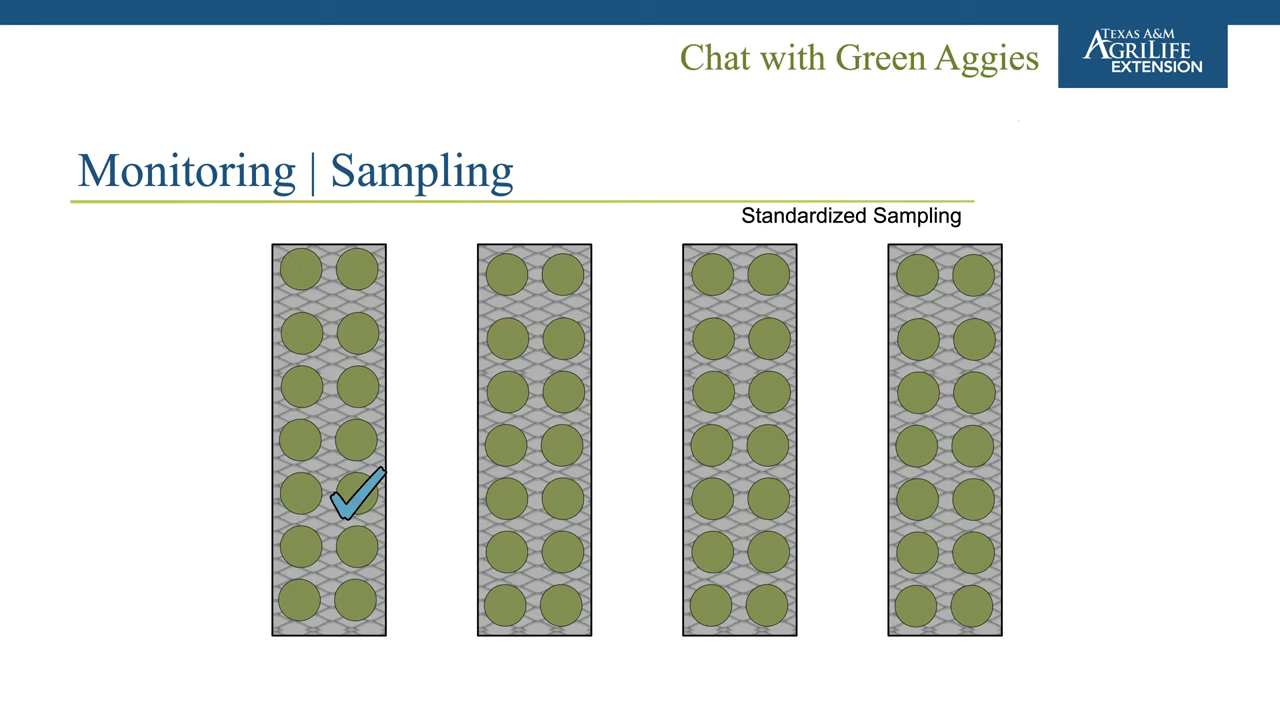 Chat with Green Aggies
TEXAS A&M
AGRILIFE
EXTENSION
Monitoring | Sampling
Standardized Sampling